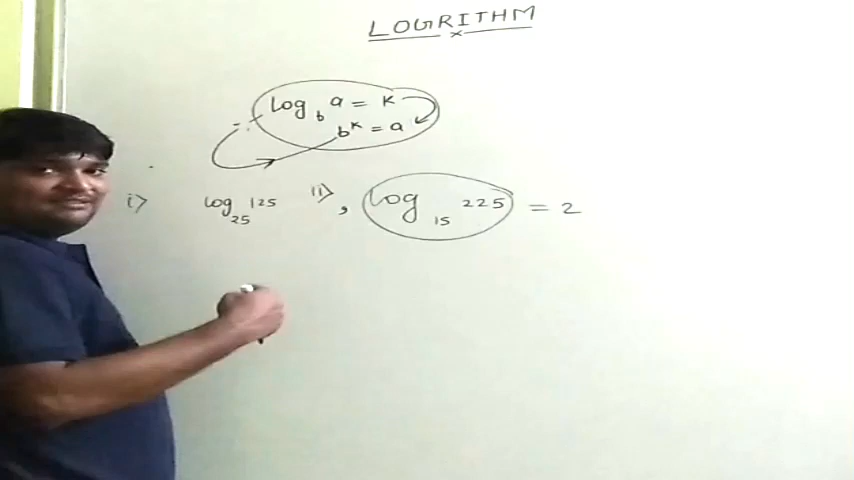 LOGRITHM
log_b a = k
b^k = a
i) log_25 125 ii), log_15 225 = 2